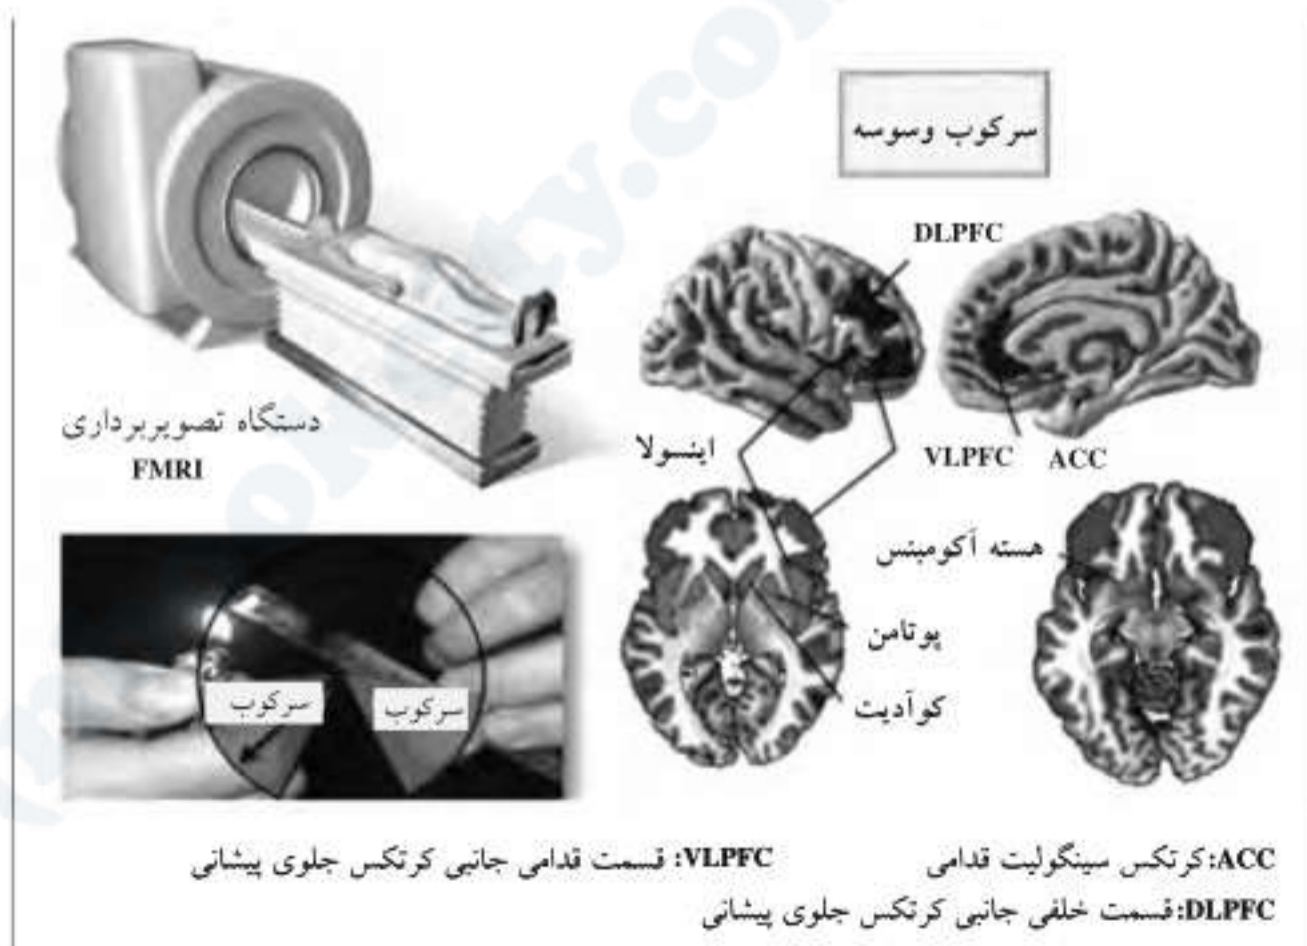 سرکوب وسوسه
DLPFC
دستگاه تصویربرداری
FMRI
اینسولا
VLPFC
ACC
هسته آکومبنس
پوتامن
کوآدیت
سرکوب
سرکوب
ACC: کرتکس سینگولیت قدامی
VLPFC: قسمت قدامی جانبی کرتکس جلوی پیشانی
DLPFC: قسمت خلفی جانبی کرتکس جلوی پیشانی